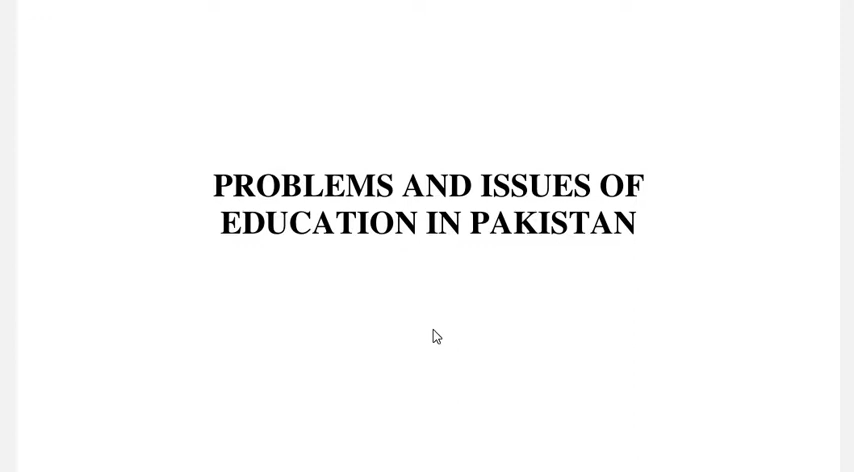 PROBLEMS AND ISSUES OF
EDUCATION IN PAKISTAN